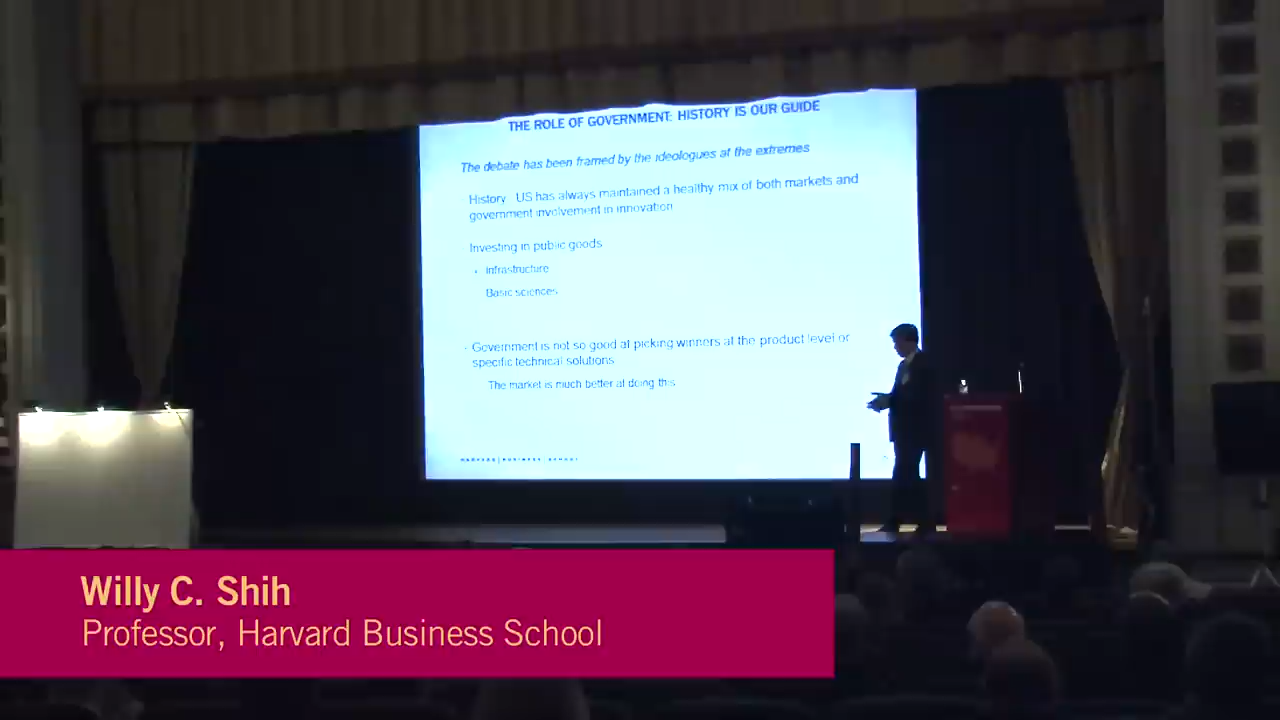 THE ROLE OF GOVERNMENT: HISTORY IS OUR GUIDE
The debate has been framed by the ideologues at the extremes
History US has always maintained a healthy mix of both markets and
government involvement in innovation
Investing in public goods
• Infrastructure
Basic sciences
Government is not so good at picking winners at the product level or
specific technical solutions
The market is much better at doing this
HARVARD | BUSINESS | SCHOOL
Willy C. Shih
Professor, Harvard Business School